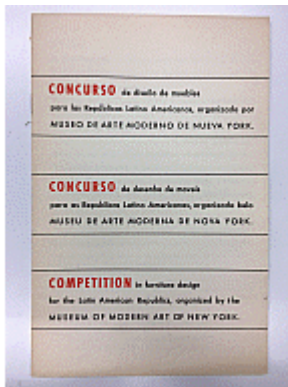 CONCURSO de diseño de muebles
para las Repúblicas Latino Americanas, organizado por
MUSEO DE ARTE MODERNO DE NUEVA YORK.
CONCURSO de desenho de moveis
para as Republicas Latino Americanas, organizado pelo
MUSEU DE ARTE MODERNA DE NOVA YORK.
COMPETITION in furniture design
for the Latin American Republics, organized by the
MUSEUM OF MODERN ART OF NEW YORK.